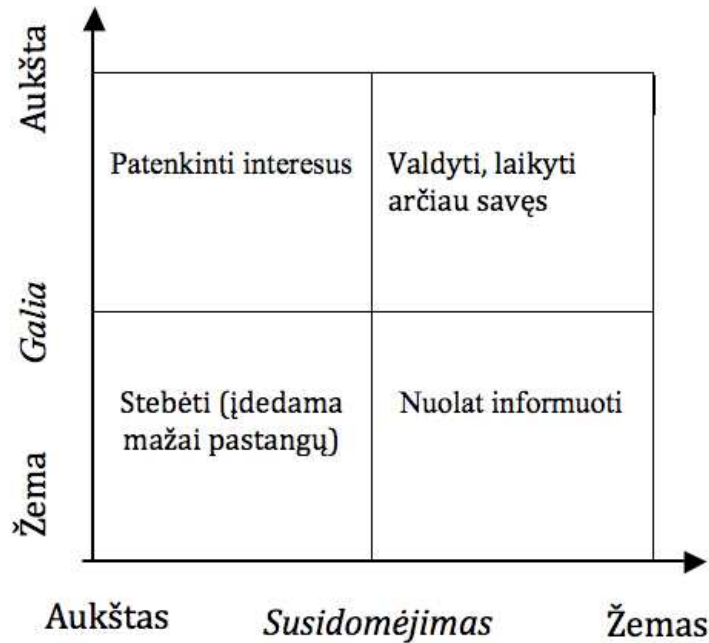 Aukšta
Patenkinti interesus
Valdyti, laikyti
arčiau savęs
Galia
Stebėti (įdedama
mažai pastangų)
Nuolat informuoti
Žema
Aukštas
Susidomėjimas
Žemas